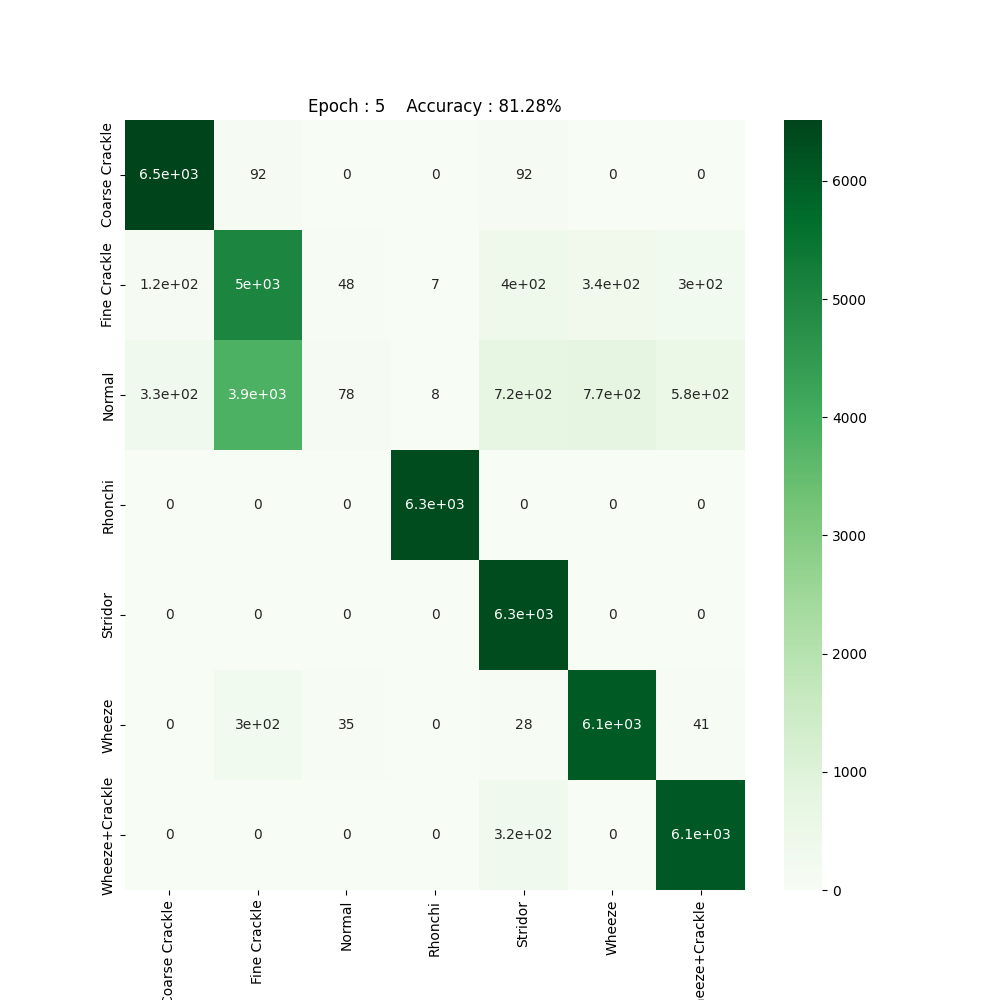 Epoch : 5    Accuracy : 81.28%
Coarse Crackle 6.5e+03 92 0 0 92 0 0
Fine Crackle 1.2e+02 5e+03 48 7 4e+02 3.4e+02 3e+02
Normal 3.3e+02 3.9e+03 78 8 7.2e+02 7.7e+02 5.8e+02
Rhonchi 0 0 0 6.3e+03 0 0 0
Stridor 0 0 0 0 6.3e+03 0 0
Wheeze 0 3e+02 35 0 28 6.1e+03 41
Wheeze+Crackle 0 0 0 0 3.2e+02 0 6.1e+03
Coarse Crackle
Fine Crackle
Normal
Rhonchi
Stridor
Wheeze
eeze+Crackle
6000
5000
4000
3000
2000
1000
0